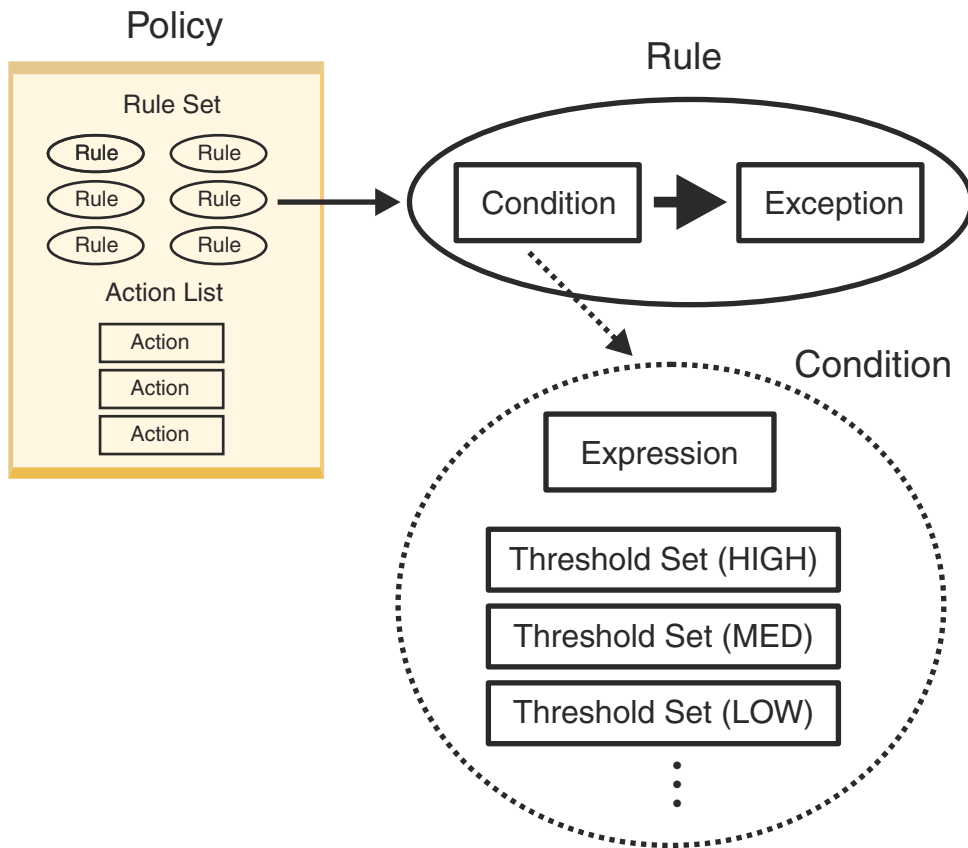 Policy
Rule Set
Rule Rule
Rule Rule
Rule Rule
Action List
Action
Action
Action
Rule
Condition Exception
Condition
Expression
Threshold Set (HIGH)
Threshold Set (MED)
Threshold Set (LOW)